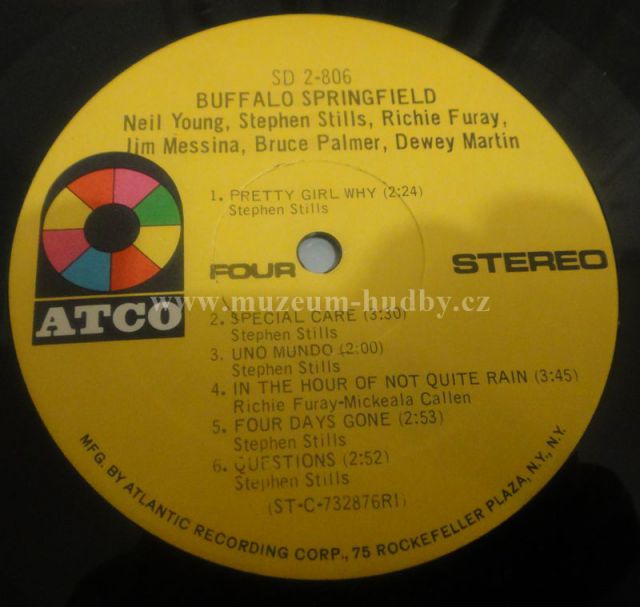 SD 2-806
BUFFALO SPRINGFIELD
Neil Young, Stephen Stills, Richie Furay,
Jim Messina, Bruce Palmer, Dewey Martin
1. PRETTY GIRL WHY (2:24)
Stephen Stills
FOUR
STEREO
www.muzeum-hudby.cz
ATCO
2. SPECIAL CARE (3:30)
Stephen Stills
3. UNO MUNDO (2:00)
Stephen Stills
4. IN THE HOUR OF NOT QUITE RAIN (3:45)
Richie Furay-Mickeala Callen
5. FOUR DAYS GONE (2:53)
Stephen Stills
6. QUESTIONS (2:52)
Stephen Stills
(ST-C-732876RI)
MFG. BY ATLANTIC RECORDING CORP., 75 ROCKEFELLER PLAZA, N.Y., N.Y.